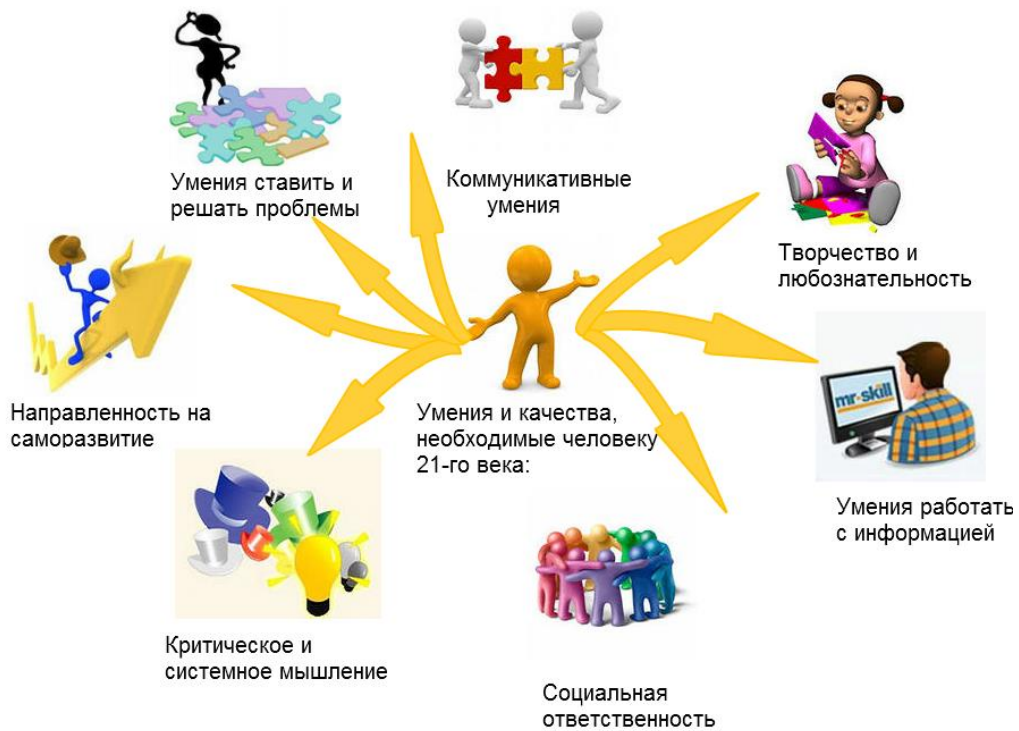 Умения ставить и
решать проблемы
Коммуникативные
умения
Творчество и
любознательность
Направленность на
саморазвитие
Умения и качества,
необходимые человеку
21-го века:
mr-skill
Умения работать
с информацией
Критическое и
системное мышление
Социальная
ответственность